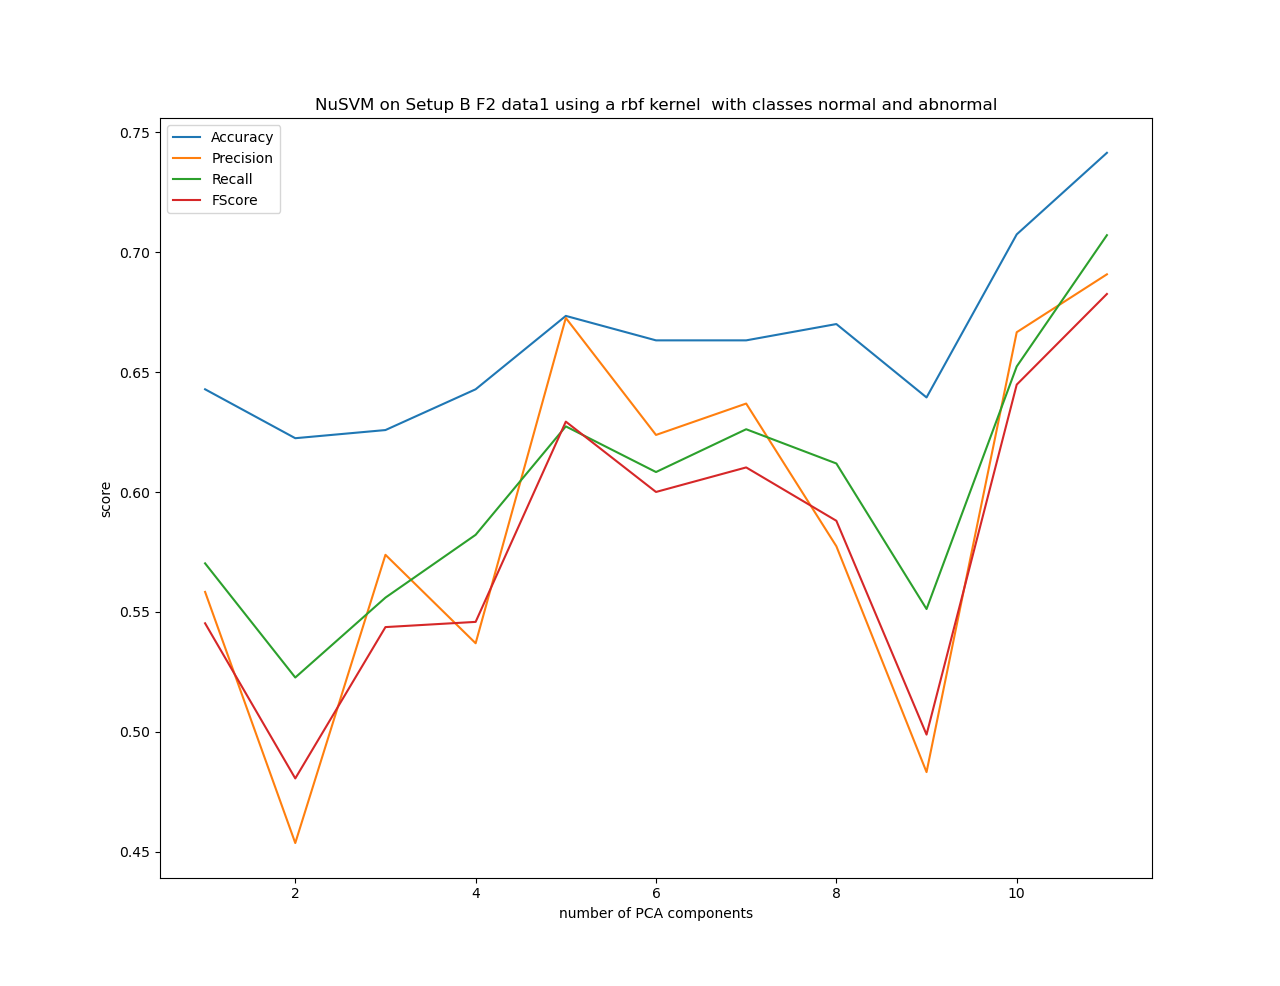 NuSVM on Setup B F2 data1 using a rbf kernel  with classes normal and abnormal
Accuracy
Precision
Recall
FScore
score
0.75
0.70
0.65
0.60
0.55
0.50
0.45
2
4
6
8
10
number of PCA components